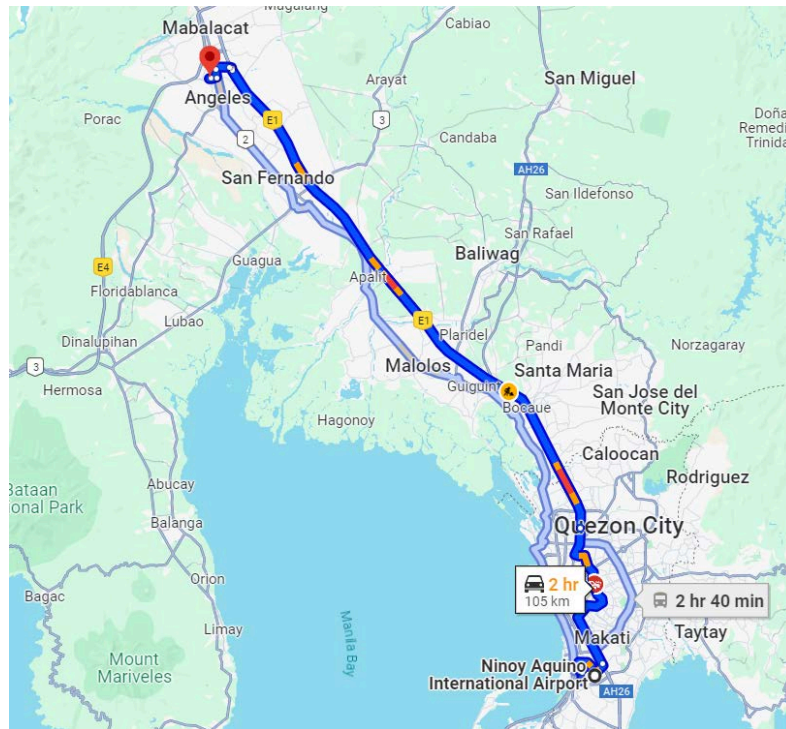 Magalang
Cabiao
Mabalacat
Arayat
San Miguel
Angeles
Porac
E1
3
Doña
Remedi
Trinida
2
Candaba
San Fernando
AH26
San Ildefonso
San Rafael
Guagua
Baliwag
E4
Apalit
Floridablanca
Lubao
E1
Plaridel
Dinalupihan
Pandi
Norzagaray
3
Malolos
Santa Maria
Hermosa
Guiguint
Bocaue
San Jose del
Monte City
Hagonoy
Caloocan
Rodriguez
Abucay
Bataan
onal Park
Balanga
Quezon City
Orion
2 hr
105 km
Bagac
2 hr 40 min
Manila Bay
Limay
Makati
Taytay
Mount
Mariveles
Ninoy Aquino
International Airport
AH26